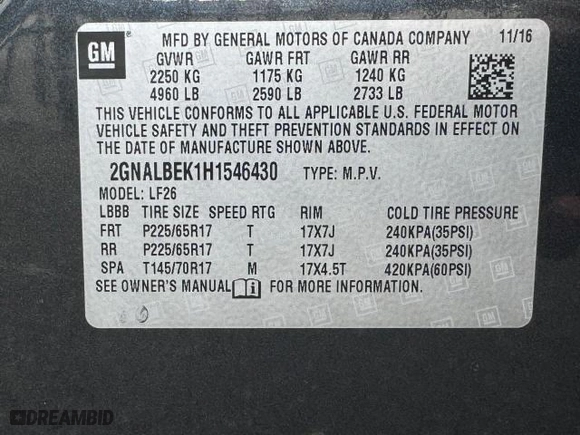 GM
MFD BY GENERAL MOTORS OF CANADA COMPANY 11/16
GVWR GAWR FRT GAWR RR
2250 KG 1175 KG 1240 KG
4960 LB 2590 LB 2733 LB
THIS VEHICLE CONFORMS TO ALL APPLICABLE U.S. FEDERAL MOTOR
VEHICLE SAFETY AND THEFT PREVENTION STANDARDS IN EFFECT ON
THE DATE OF MANUFACTURE SHOWN ABOVE.
2GNALBEK1H1546430 TYPE: M.P.V.
MODEL: LF26
LBBB TIRE SIZE SPEED RTG RIM COLD TIRE PRESSURE
FRT P225/65R17 T 17X7J 240KPA(35PSI)
RR P225/65R17 T 17X7J 240KPA(35PSI)
SPA T145/70R17 M 17X4.5T 420KPA(60PSI)
SEE OWNER'S MANUAL FOR MORE INFORMATION.
DREAMBID